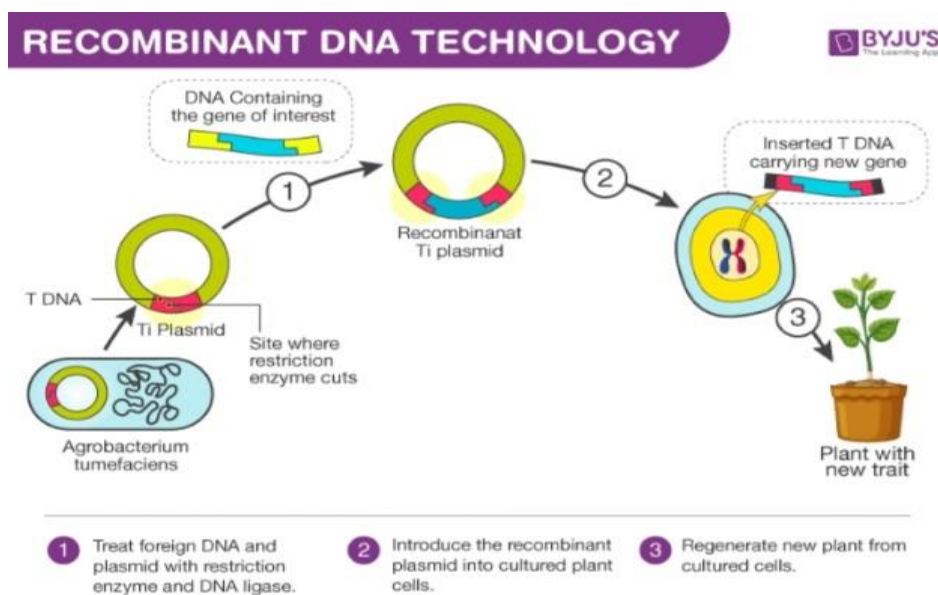 RECOMBINANT DNA TECHNOLOGY
BYJU'S
The Learning App
DNA Containing
the gene of interest
1
Recombinanat
Ti plasmid
2
Inserted T DNA
carrying new gene
T DNA
Ti Plasmid
Site where
restriction
enzyme cuts
Agrobacterium
tumefaciens
3
Plant with
new trait
1 Treat foreign DNA and
plasmid with restriction
enzyme and DNA ligase.
2 Introduce the recombinant
plasmid into cultured plant
cells.
3 Regenerate new plant from
cultured cells.